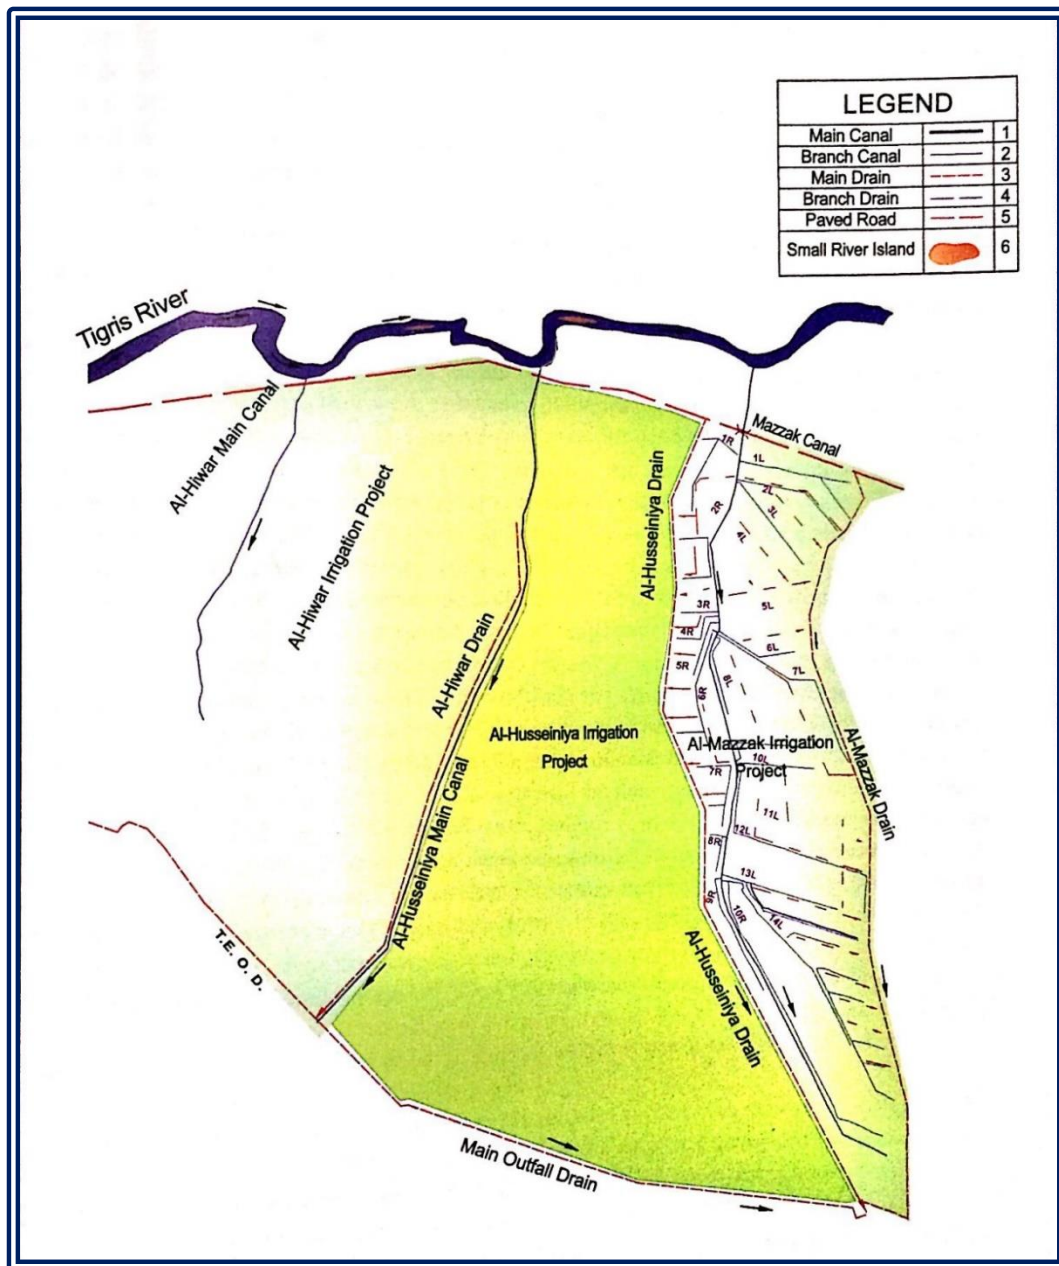 LEGEND
Main Canal 1
Branch Canal 2
Main Drain 3
Branch Drain 4
Paved Road 5
Small River Island 6
Tigris River
Al-Hiwar Main Canal
Al-Hiwar Irrigation Project
Mazzak Canal
1R
1L
2L
3L
2R
4L
Al-Husseiniya Drain
3R
5L
4R
6L
5R
7L
6R
8L
Al-Hiwar Drain
Al-Husseiniya Irrigation
Project
Al-Mazzak Irrigation
Project
10L
7R
Al-Mazzak Drain
11L
12L
8R
Al-Husseiniya Main Canal
13L
9R
10R
14L
T.E. O. D.
Al-Husseiniya Drain
Main Outfall Drain